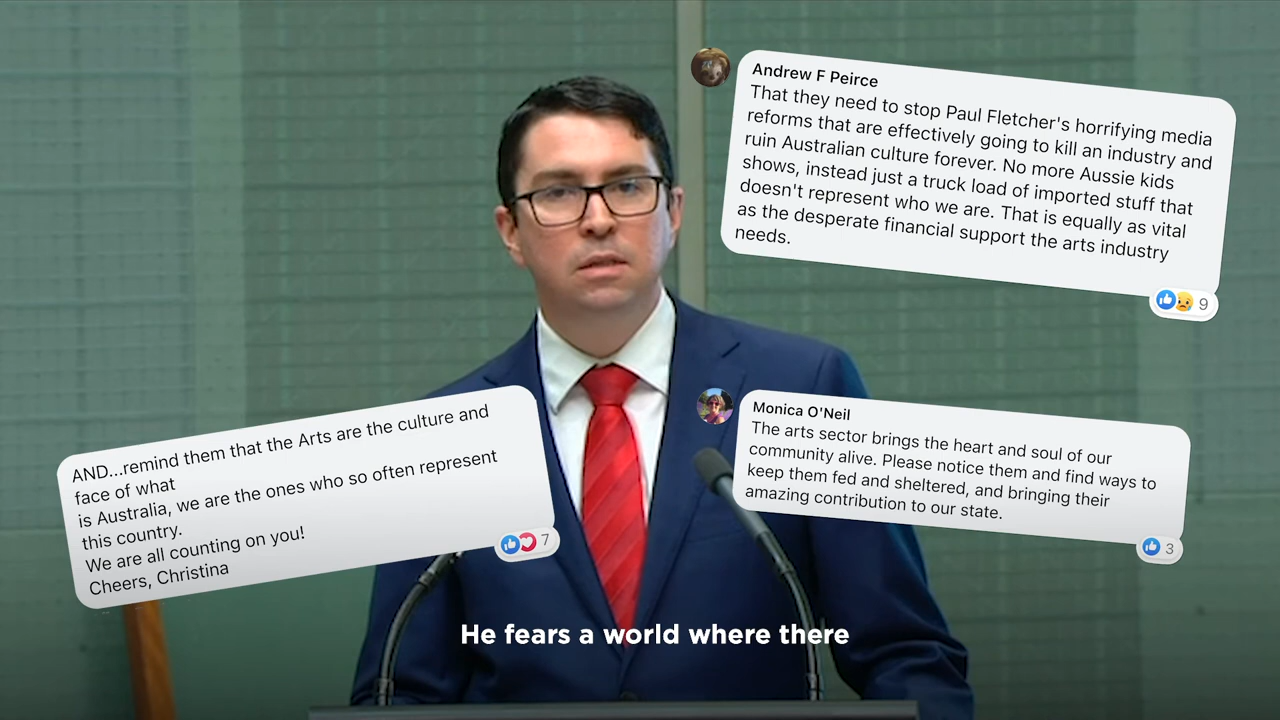 Andrew F Peirce
That they need to stop Paul Fletcher's horrifying media
reforms that are effectively going to kill an industry and
ruin Australian culture forever. No more Aussie kids
shows, instead just a truck load of imported stuff that
doesn't represent who we are. That is equally as vital
as the desperate financial support the arts industry
needs.
9
AND...remind them that the Arts are the culture and
face of what
is Australia, we are the ones who so often represent
this country.
We are all counting on you!
Cheers, Christina
7
Monica O'Neil
The arts sector brings the heart and soul of our
community alive. Please notice them and find ways to
keep them fed and sheltered, and bringing their
amazing contribution to our state.
3
He fears a world where there